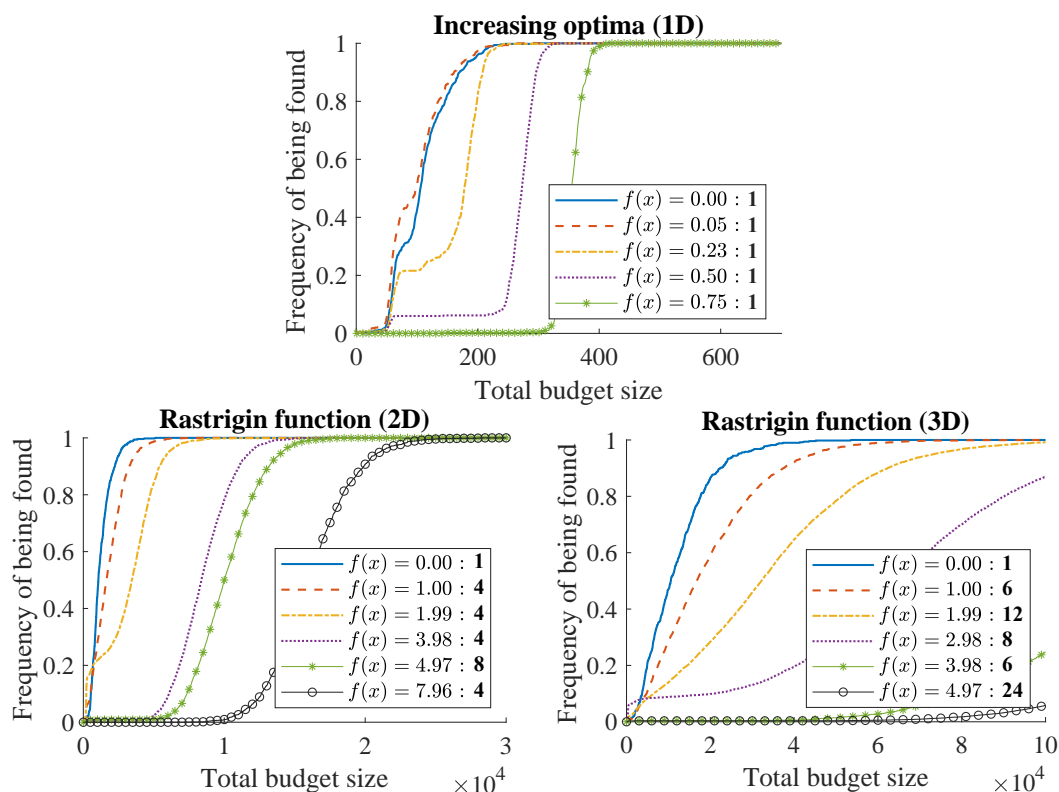 Increasing optima (1D)
Frequency of being found
1
0.8
0.6
0.4
0.2
0
0 200 400 600
Total budget size
f(x) = 0.00 : 1
f(x) = 0.05 : 1
f(x) = 0.23 : 1
f(x) = 0.50 : 1
f(x) = 0.75 : 1
Rastrigin function (2D)
Frequency of being found
1
0.8
0.6
0.4
0.2
0
0 1 2 3
Total budget size
×10^4
f(x) = 0.00 : 1
f(x) = 1.00 : 4
f(x) = 1.99 : 4
f(x) = 3.98 : 4
f(x) = 4.97 : 8
f(x) = 7.96 : 4
Rastrigin function (3D)
Frequency of being found
1
0.8
0.6
0.4
0.2
0
0 2 4 6 8 10
Total budget size
×10^4
f(x) = 0.00 : 1
f(x) = 1.00 : 6
f(x) = 1.99 : 12
f(x) = 2.98 : 8
f(x) = 3.98 : 6
f(x) = 4.97 : 24